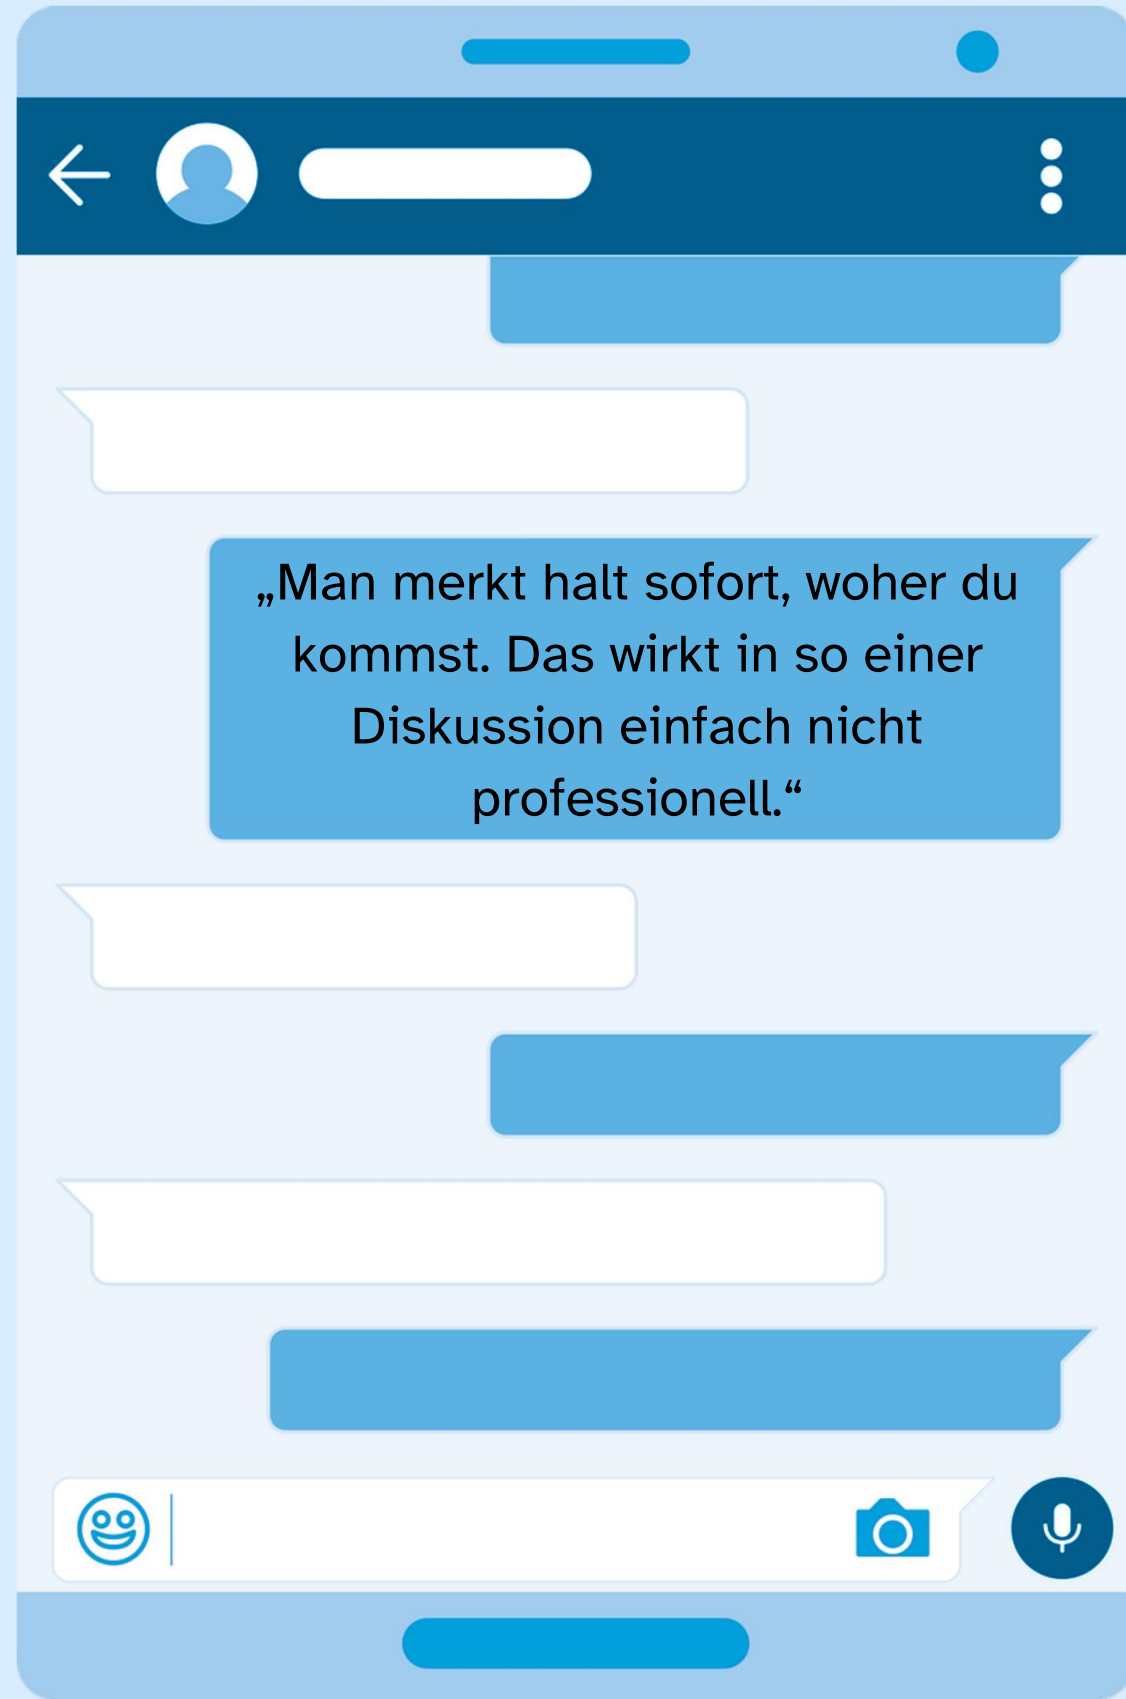 „Man merkt halt sofort, woher du
kommst. Das wirkt in so einer
Diskussion einfach nicht
professionell.“